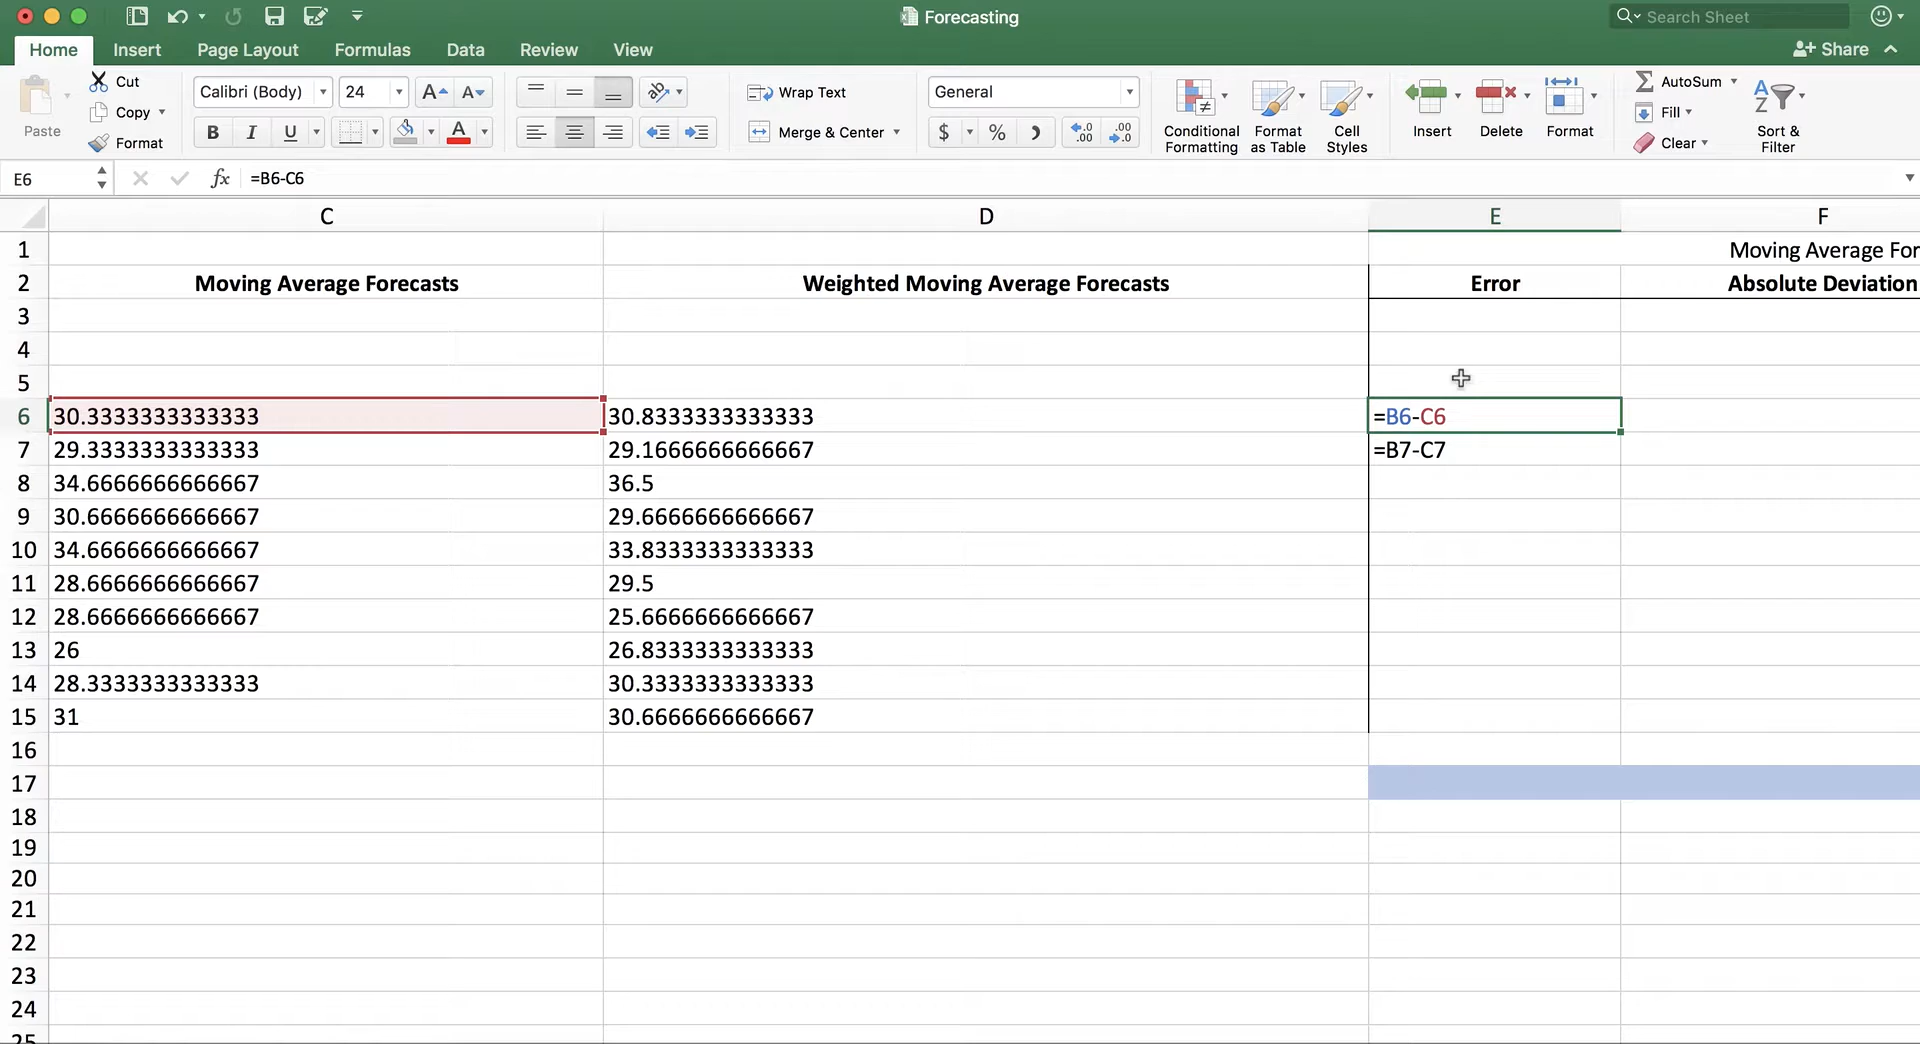 Forecasting
Search Sheet
Home Insert Page Layout Formulas Data Review View
Share
Paste
Cut
Copy
Format
Calibri (Body) 24
B I U
Wrap Text
Merge & Center
General
$ %
Conditional Formatting
Format as Table
Cell Styles
Insert
Delete
Format
AutoSum
Fill
Clear
Sort & Filter
E6 fx =B6-C6
C D E F
1 Moving Average For
2 Moving Average Forecasts Weighted Moving Average Forecasts Error Absolute Deviation
3
4
5
6 30.3333333333333 30.8333333333333 =B6-C6
7 29.3333333333333 29.1666666666667 =B7-C7
8 34.6666666666667 36.5
9 30.6666666666667 29.6666666666667
10 34.6666666666667 33.8333333333333
11 28.6666666666667 29.5
12 28.6666666666667 25.6666666666667
13 26 26.8333333333333
14 28.3333333333333 30.3333333333333
15 31 30.6666666666667
16
17
18
19
20
21
22
23
24
25